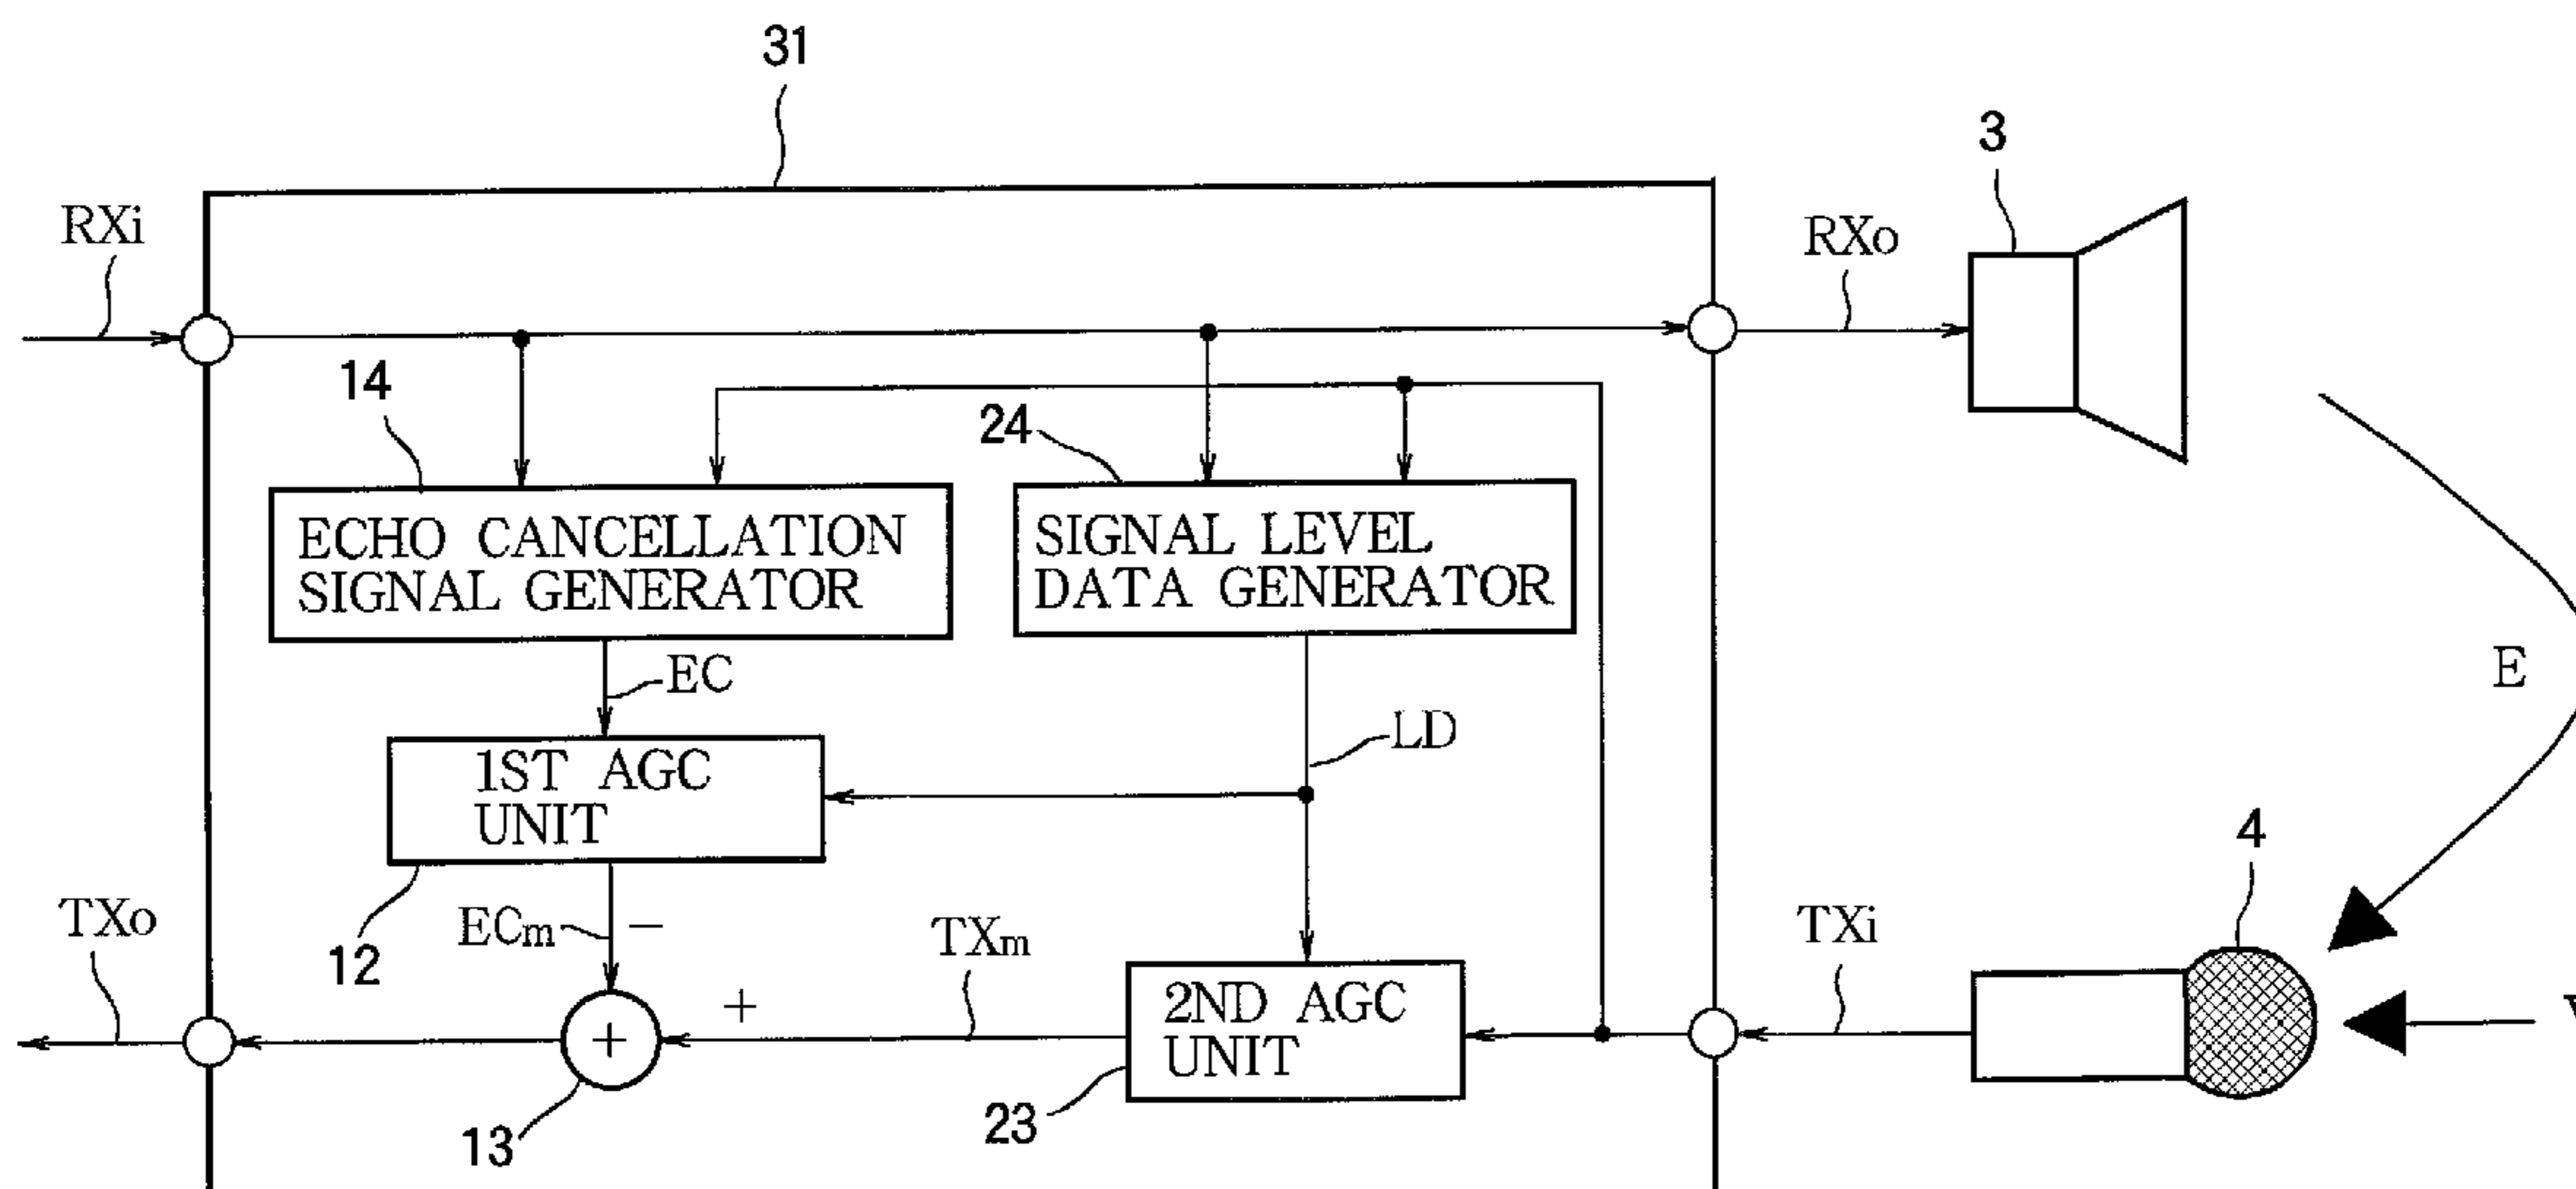 31
3
RXi
RXo
14
24
ECHO CANCELLATION
SIGNAL GENERATOR
SIGNAL LEVEL
DATA GENERATOR
EC
E
LD
1ST AGC
UNIT
4
TXo
ECm
−
TXm
TXi
12
+
2ND AGC
UNIT
+
13
23